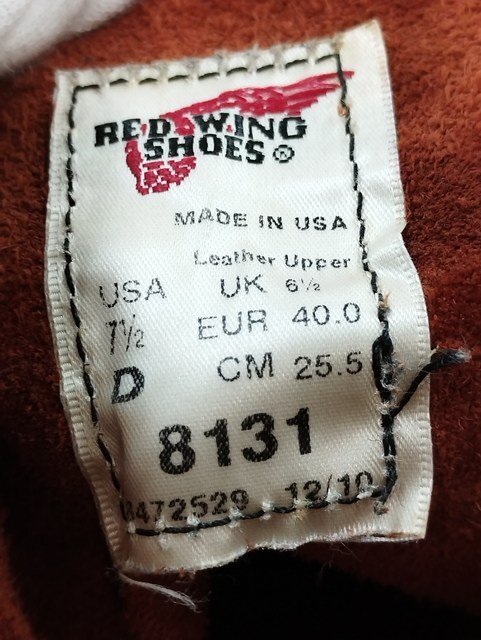 RED WING
SHOES®
MADE IN USA
Leather Upper
USA UK 6½
7½ EUR 40.0
D CM 25.5
8131
12/10